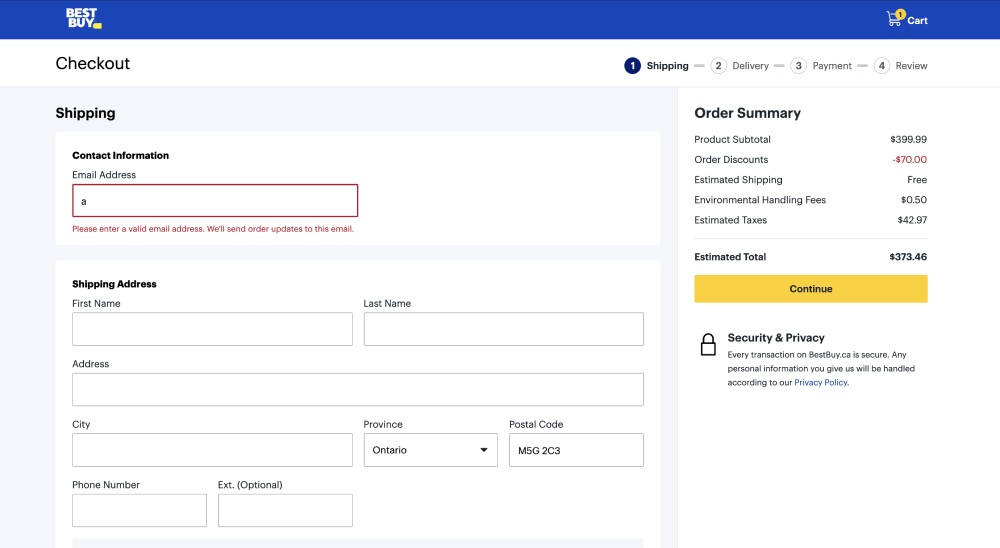 BEST
BUY
1
Cart
Checkout
1 Shipping 2 Delivery 3 Payment 4 Review
Shipping
Contact Information
Email Address
a
Please enter a valid email address. We'll send order updates to this email.
Shipping Address
First Name Last Name
Address
City Province Postal Code
Ontario M5G 2C3
Phone Number Ext. (Optional)
Order Summary
Product Subtotal $399.99
Order Discounts -$70.00
Estimated Shipping Free
Environmental Handling Fees $0.50
Estimated Taxes $42.97
Estimated Total $373.46
Continue
Security & Privacy
Every transaction on BestBuy.ca is secure. Any
personal information you give us will be handled
according to our Privacy Policy.